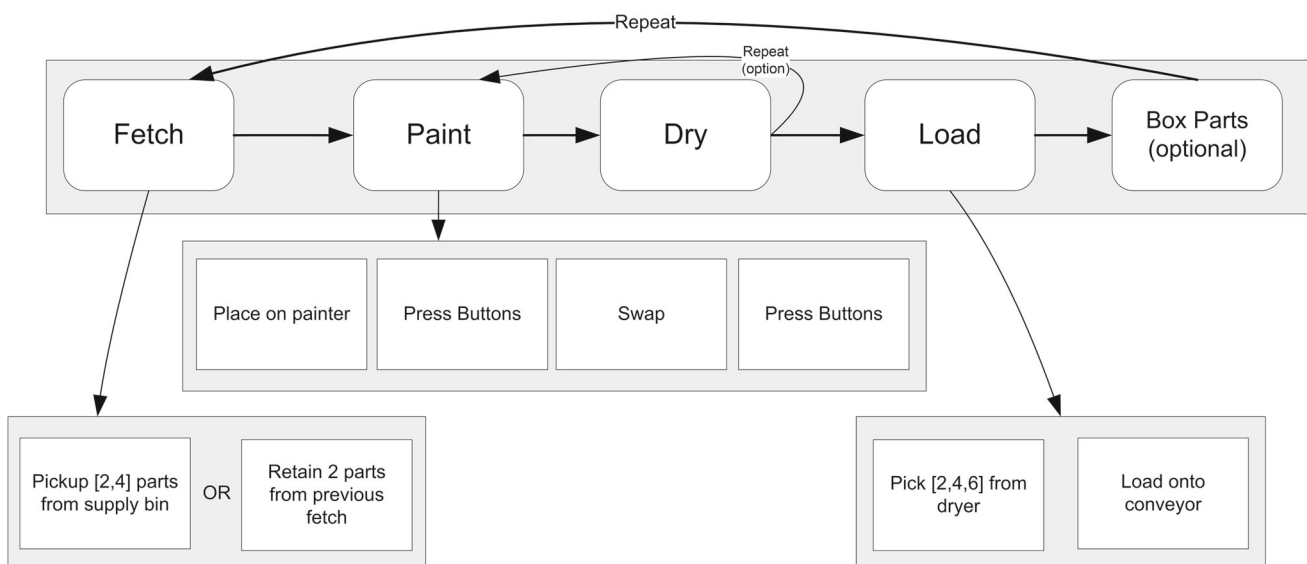 Repeat
Repeat
(option)
Fetch
Paint
Dry
Load
Box Parts
(optional)
Place on painter
Press Buttons
Swap
Press Buttons
Pickup [2,4] parts
from supply bin
OR
Retain 2 parts
from previous
fetch
Pick [2,4,6] from
dryer
Load onto
conveyor